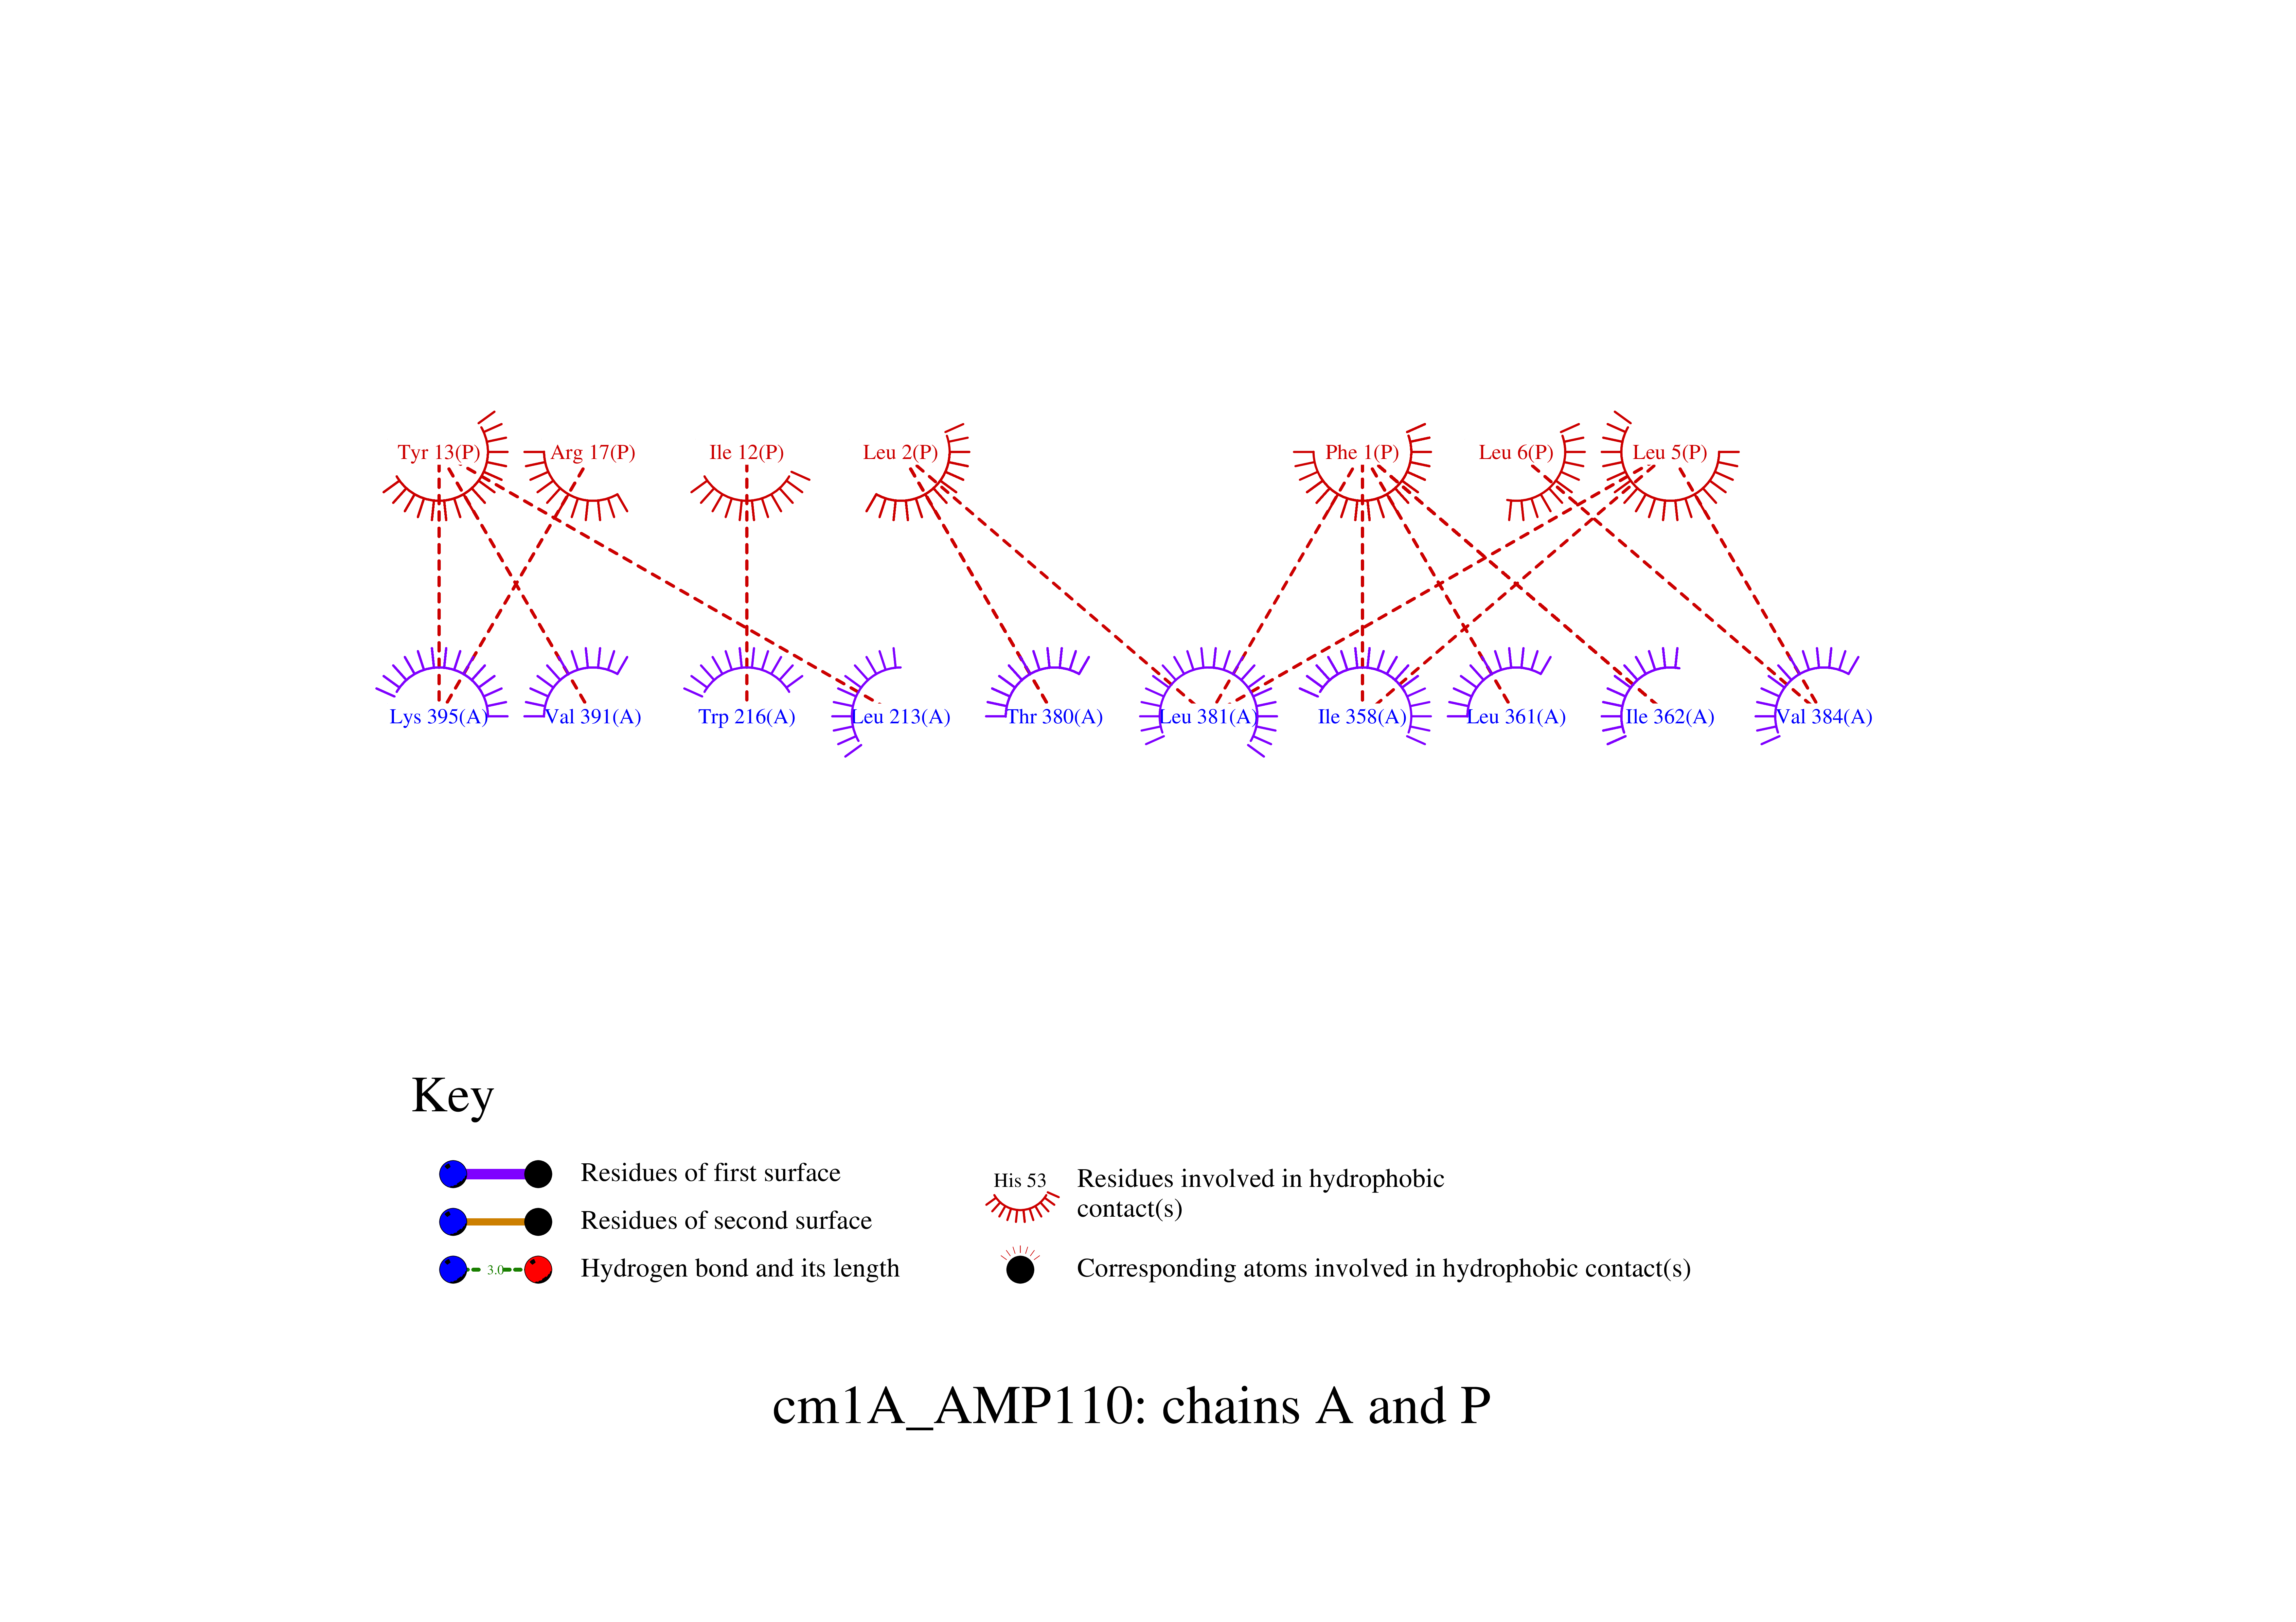 Tyr 13(P) Arg 17(P) Ile 12(P) Leu 2(P) Phe 1(P) Leu 6(P) Leu 5(P)
Lys 395(A) Val 391(A) Trp 216(A) Leu 213(A) Thr 380(A) Leu 381(A) Ile 358(A) Leu 361(A) Ile 362(A) Val 384(A)
Key
Residues of first surface
Residues of second surface
3.0 Hydrogen bond and its length
His 53 Residues involved in hydrophobic
contact(s)
Corresponding atoms involved in hydrophobic contact(s)
cm1A_AMP110: chains A and P